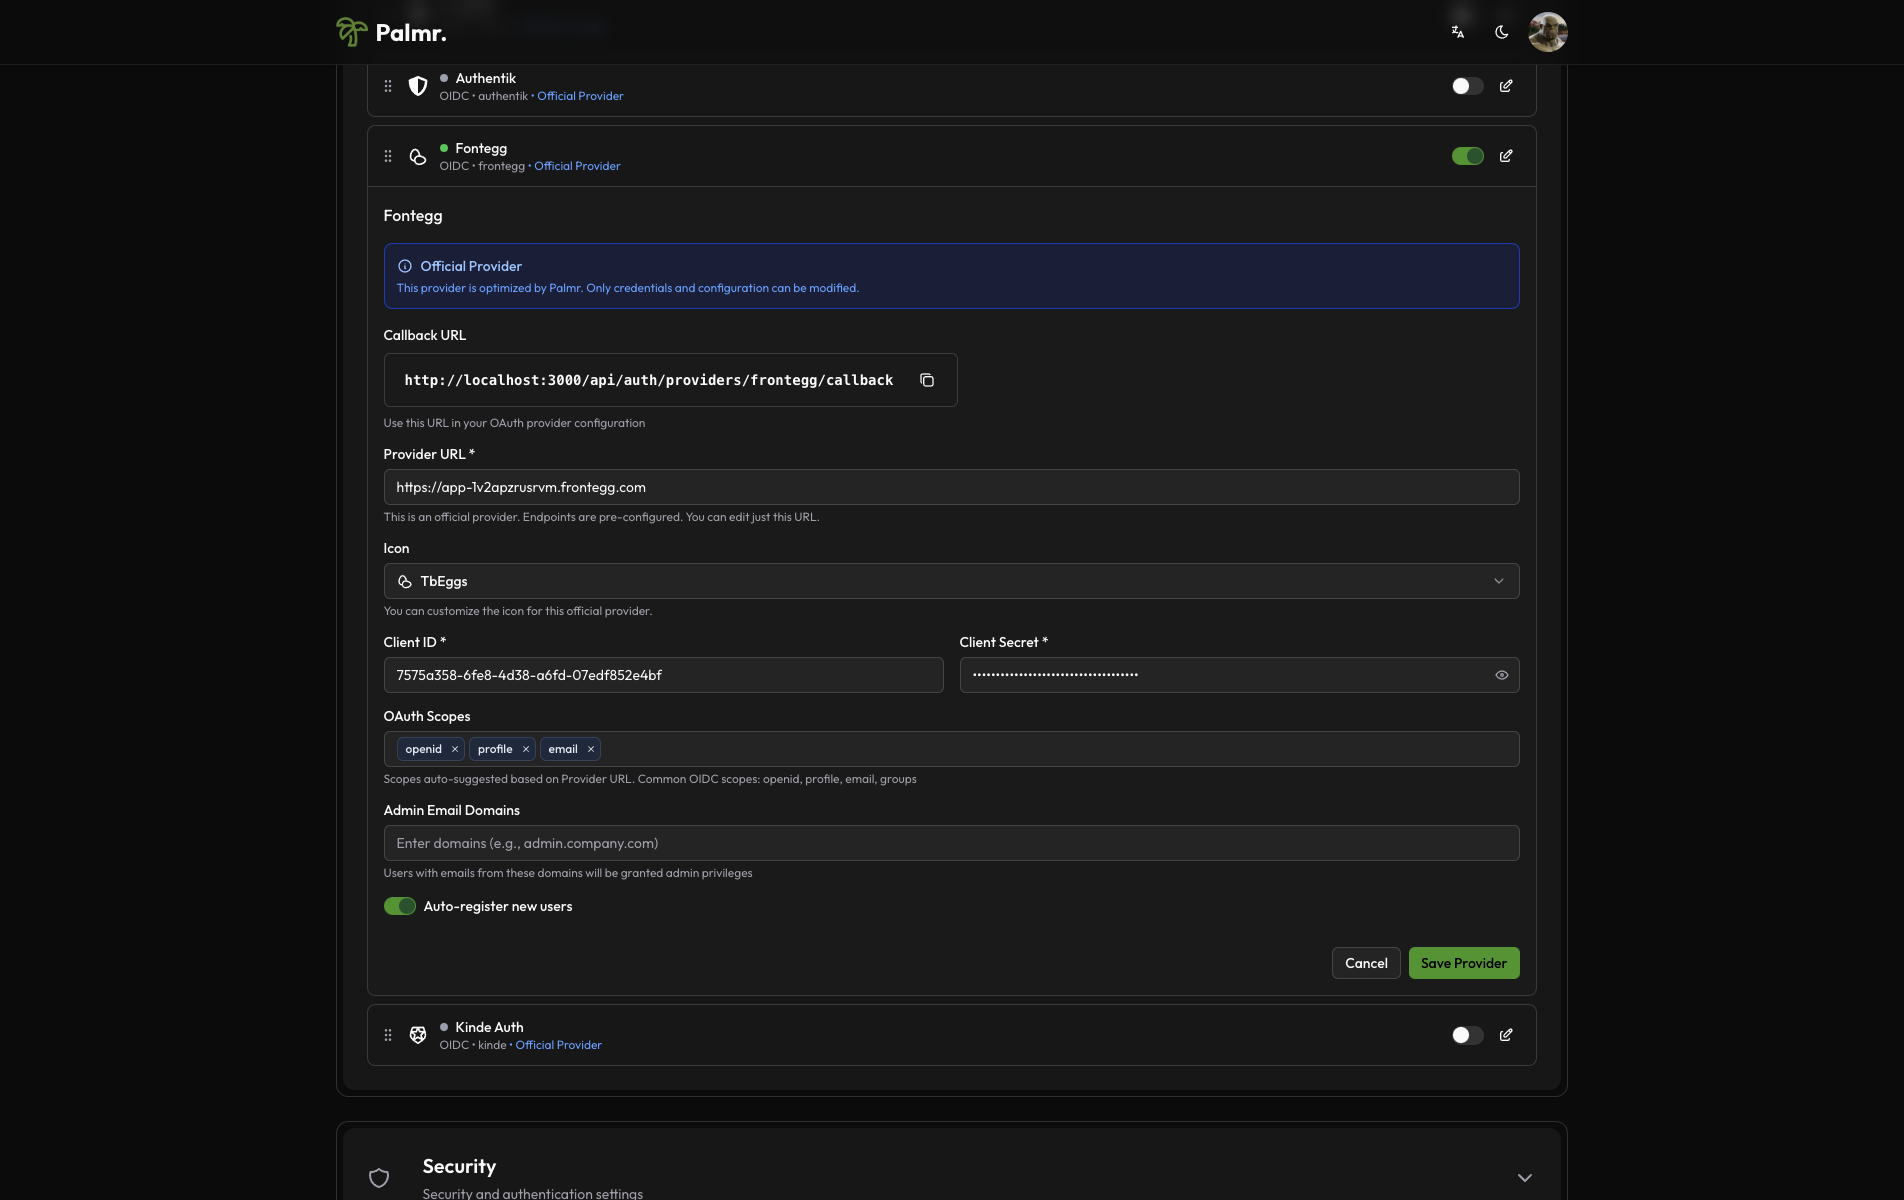 Palmr.
Authentik
OIDC • authentik • Official Provider
Fontegg
OIDC • frontegg • Official Provider
Fontegg
Official Provider
This provider is optimized by Palmr. Only credentials and configuration can be modified.
Callback URL
http://localhost:3000/api/auth/providers/frontegg/callback
Use this URL in your OAuth provider configuration
Provider URL *
https://app-1v2apzrusrvm.frontegg.com
This is an official provider. Endpoints are pre-configured. You can edit just this URL.
Icon
TbEggs
You can customize the icon for this official provider.
Client ID * Client Secret *
7575a358-6fe8-4d38-a6fd-07edf852e4bf ••••••••••••••••••••••••••••••••••••
OAuth Scopes
openid × profile × email ×
Scopes auto-suggested based on Provider URL. Common OIDC scopes: openid, profile, email, groups
Admin Email Domains
Enter domains (e.g., admin.company.com)
Users with emails from these domains will be granted admin privileges
Auto-register new users
Cancel Save Provider
Kinde Auth
OIDC • kinde • Official Provider
Security
Security and authentication settings